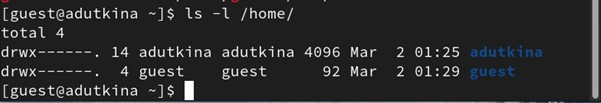 [guest@adutkina ~]$ ls -l /home/
total 4
drwx------. 14 adutkina adutkina 4096 Mar  2 01:25 adutkina
drwx------.  4 guest    guest      92 Mar  2 01:29 guest
[guest@adutkina ~]$